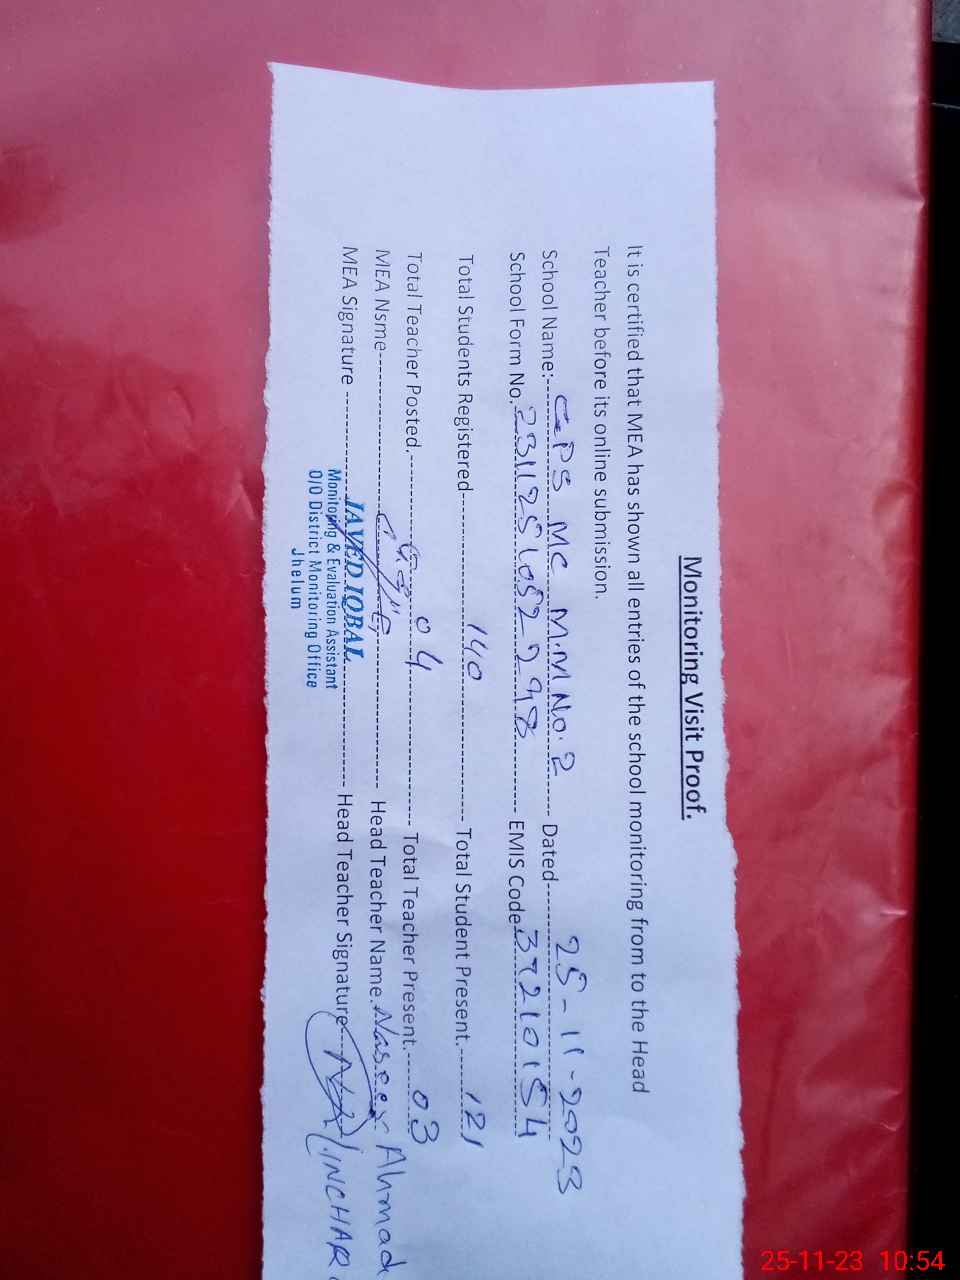 Monitoring Visit Proof.
It is certified that MEA has shown all entries of the school monitoring from to the Head
Teacher before its online submission.
School Name:- GPS MC M.M No. 2 Dated 25-11-2023
School Form No. 2311251052298 EMIS Code 37210154
Total Students Registered 140 Total Student Present. 121
Total Teacher Posted. 04 Total Teacher Present. 03
MEA Nsme Head Teacher Name. Naseer Ahmad
MEA Signature JAVED IQBAL Head Teacher Signature INCHAR
Monitoring & Evaluation Assistant
O/O District Monitoring Office
Jhelum
25-11-23 10:54